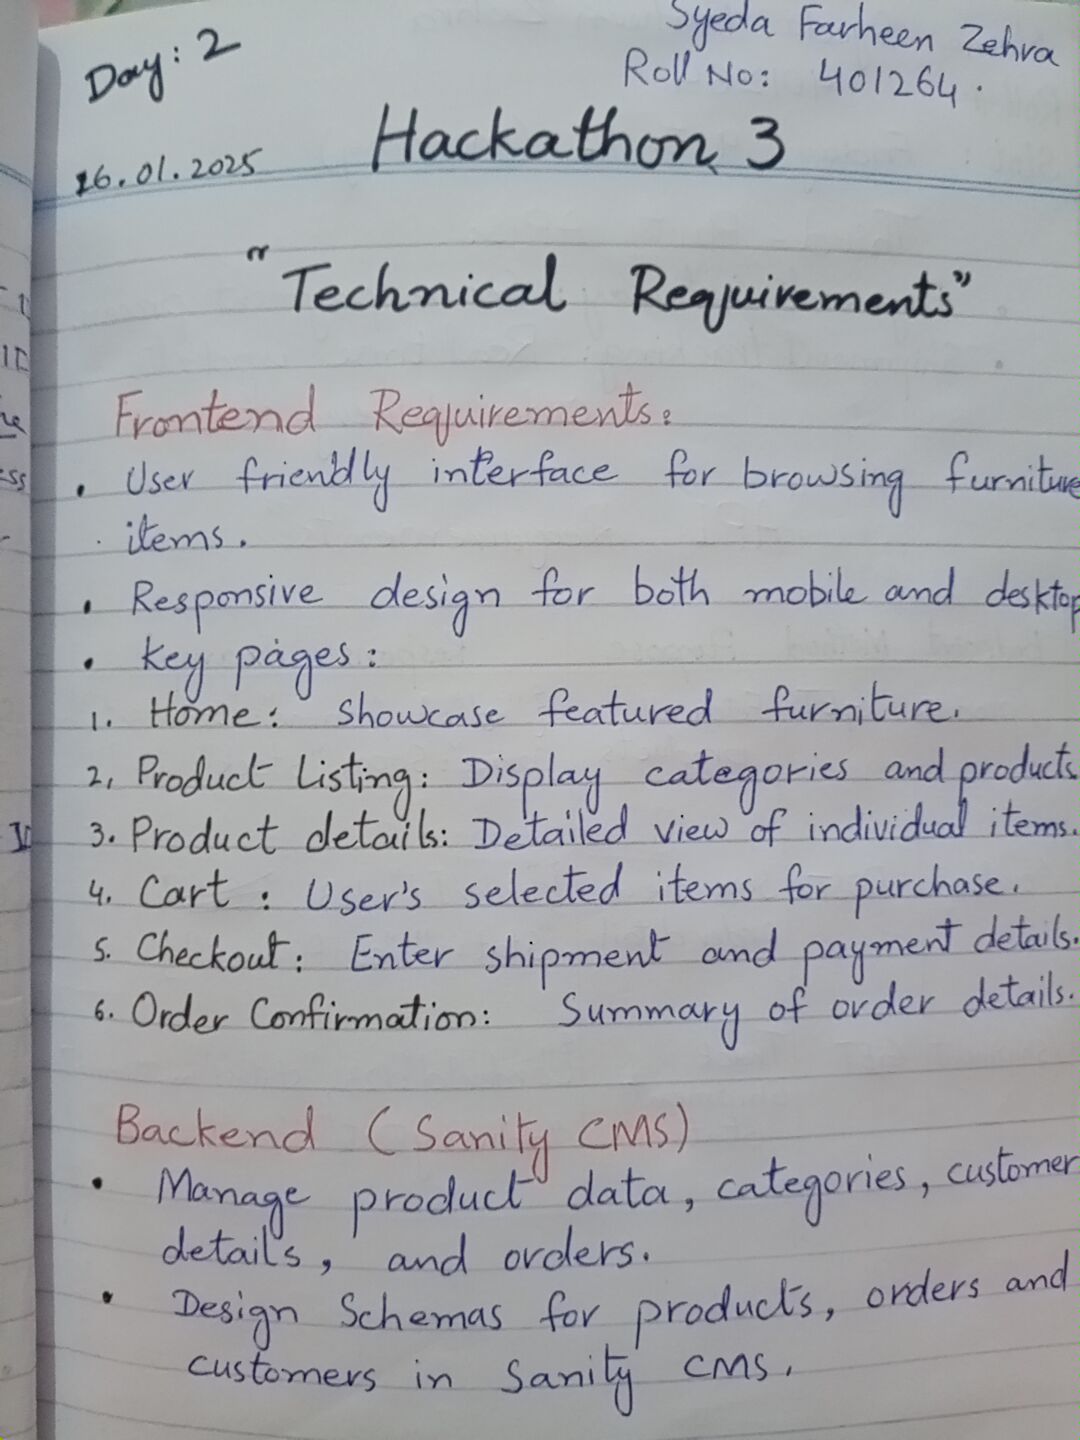 Day: 2
Syeda Farheen Zehra
Roll No: 401264.
16.01.2025
Hackathon 3
"Technical Requirements"
Frontend Requirements:
• User friendly interface for browsing furniture
items.
• Responsive design for both mobile and desktop
• Key pages:
1. Home: Showcase featured furniture.
2, Product Listing: Display categories and products
3. Product details: Detailed view of individual items.
4. Cart : User's selected items for purchase.
5. Checkout: Enter shipment and payment details.
6. Order Confirmation: Summary of order details.
Backend (Sanity CMS)
• Manage product data, categories, customer
details, and orders.
• Design Schemas for products, orders and
customers in Sanity CMS.